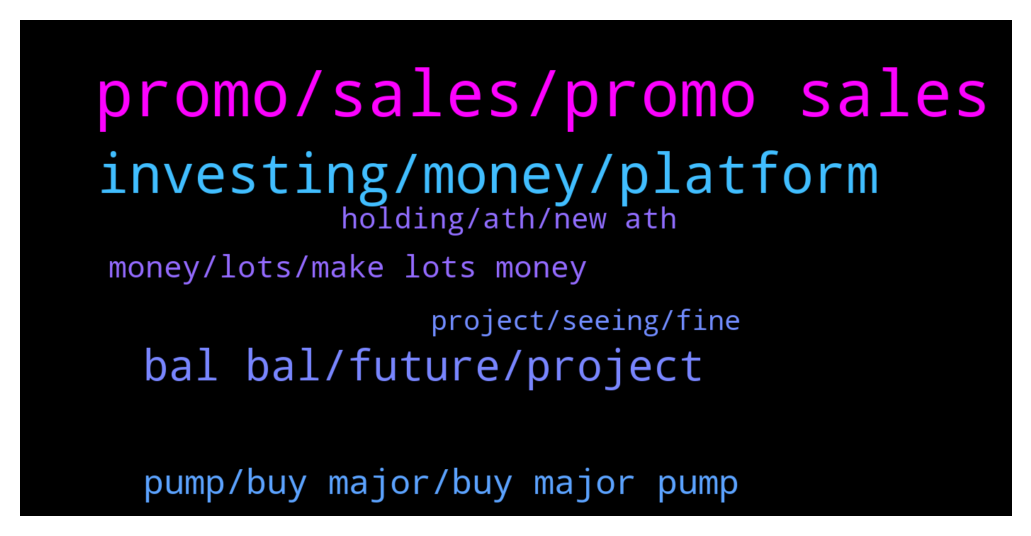 promo/sales/promo sales
investing/money/platform
holding/ath/new ath
money/lots/make lots money
project/seeing/fine
bal bal/future/project
pump/buy major/buy major pump